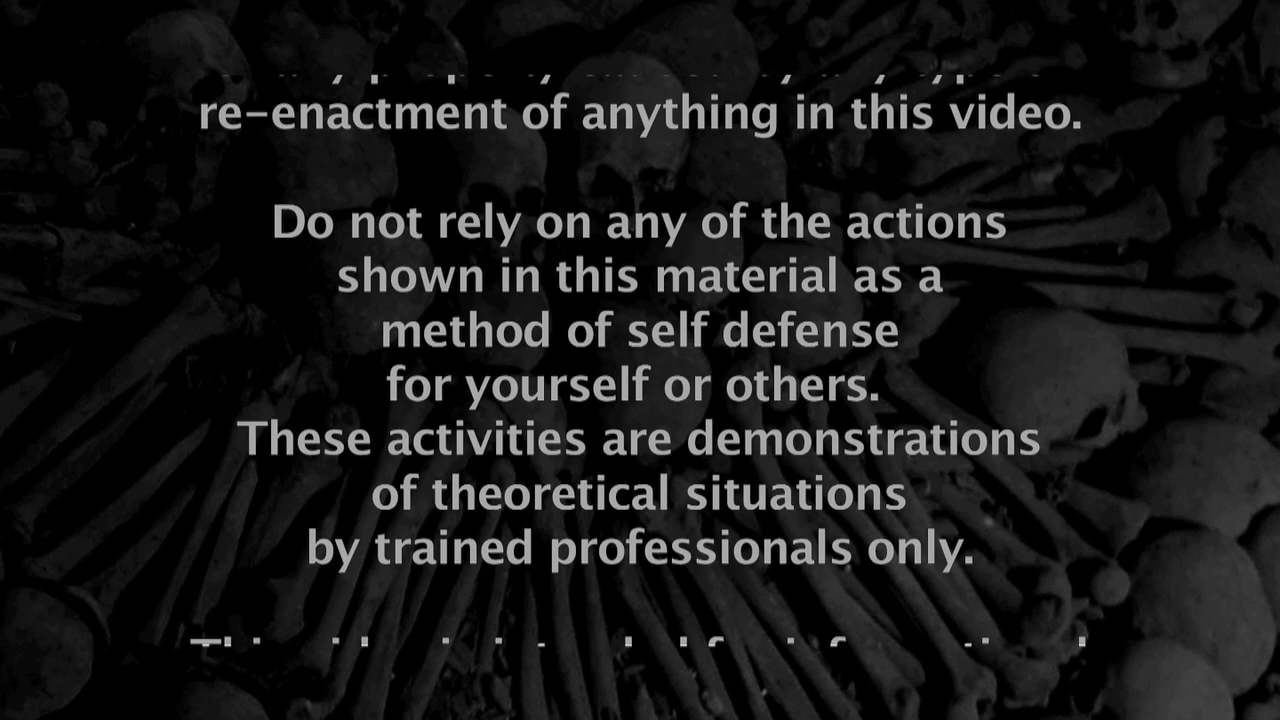 re-enactment of anything in this video.
Do not rely on any of the actions
shown in this material as a
method of self defense
for yourself or others.
These activities are demonstrations
of theoretical situations
by trained professionals only.